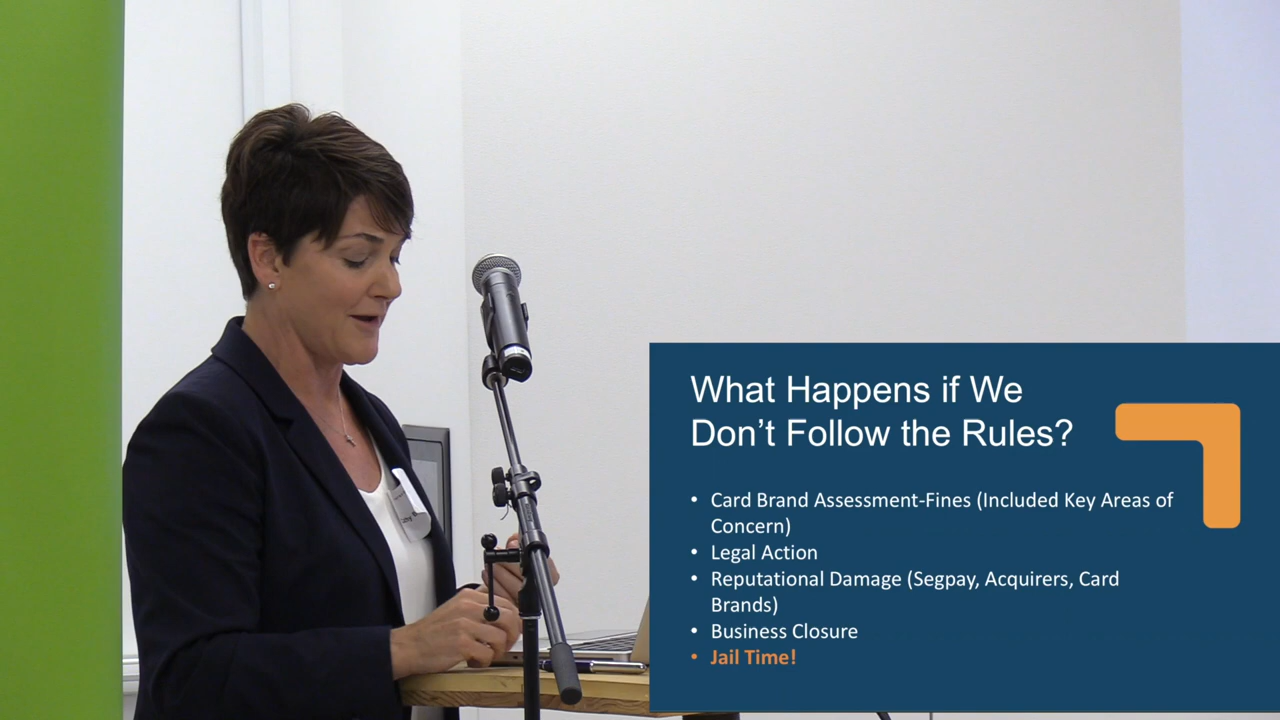 What Happens if We
Don't Follow the Rules?
• Card Brand Assessment-Fines (Included Key Areas of
Concern)
• Legal Action
• Reputational Damage (Segpay, Acquirers, Card
Brands)
• Business Closure
• Jail Time!